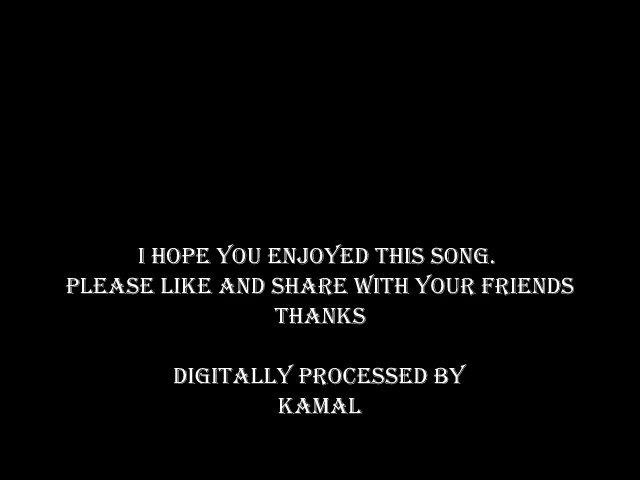 I HOPE YOU ENJOYED THIS SONG.
PLEASE LIKE AND SHARE WITH YOUR FRIENDS
THANKS
DIGITALLY PROCESSED BY
KAMAL